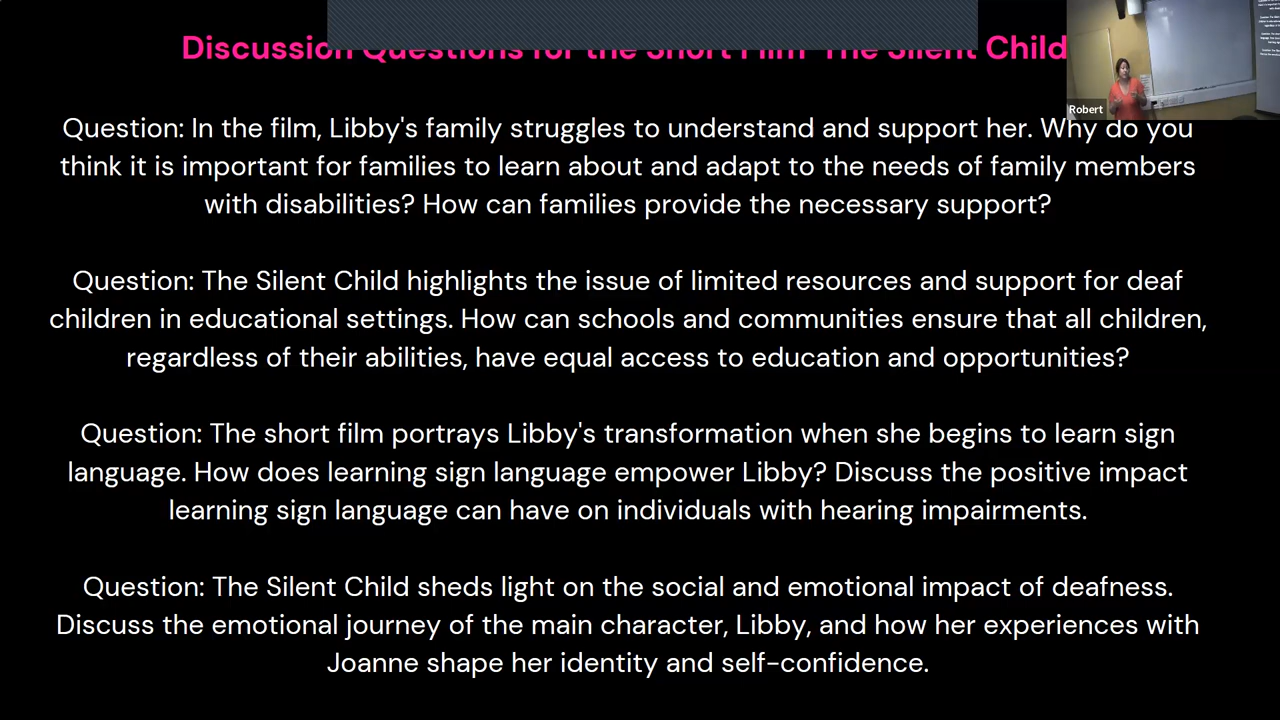 Discussion Questions for the Short Film The Silent Child
Robert
Question: In the film, Libby's family struggles to understand and support her. Why do you
think it is important for families to learn about and adapt to the needs of family members
with disabilities? How can families provide the necessary support?
Question: The Silent Child highlights the issue of limited resources and support for deaf
children in educational settings. How can schools and communities ensure that all children,
regardless of their abilities, have equal access to education and opportunities?
Question: The short film portrays Libby's transformation when she begins to learn sign
language. How does learning sign language empower Libby? Discuss the positive impact
learning sign language can have on individuals with hearing impairments.
Question: The Silent Child sheds light on the social and emotional impact of deafness.
Discuss the emotional journey of the main character, Libby, and how her experiences with
Joanne shape her identity and self-confidence.